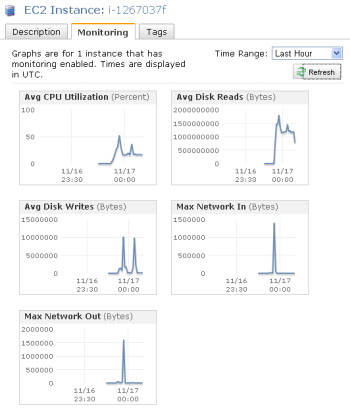 EC2 Instance: i-1267037f
Description Monitoring Tags
Graphs are for 1 instance that has
monitoring enabled. Times are displayed
in UTC.
Time Range: Last Hour
Refresh
Avg CPU Utilization (Percent)
100
50
0
11/16 11/17
23:30 00:00
Avg Disk Reads (Bytes)
2000000000
1500000000
1000000000
500000000
0
11/16 11/17
23:30 00:00
Avg Disk Writes (Bytes)
15000000
10000000
5000000
0
11/16 11/17
23:30 00:00
Max Network In (Bytes)
1500000
1000000
500000
0
11/16 11/17
23:30 00:00
Max Network Out (Bytes)
2000000
1500000
1000000
500000
0
11/16 11/17
23:30 00:00